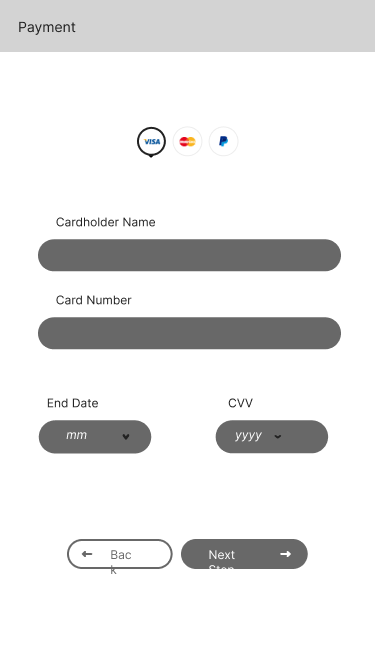 Payment
VISA
Cardholder Name
Card Number
End Date
CVV
mm
yyyy
Bac
k
Next
Step